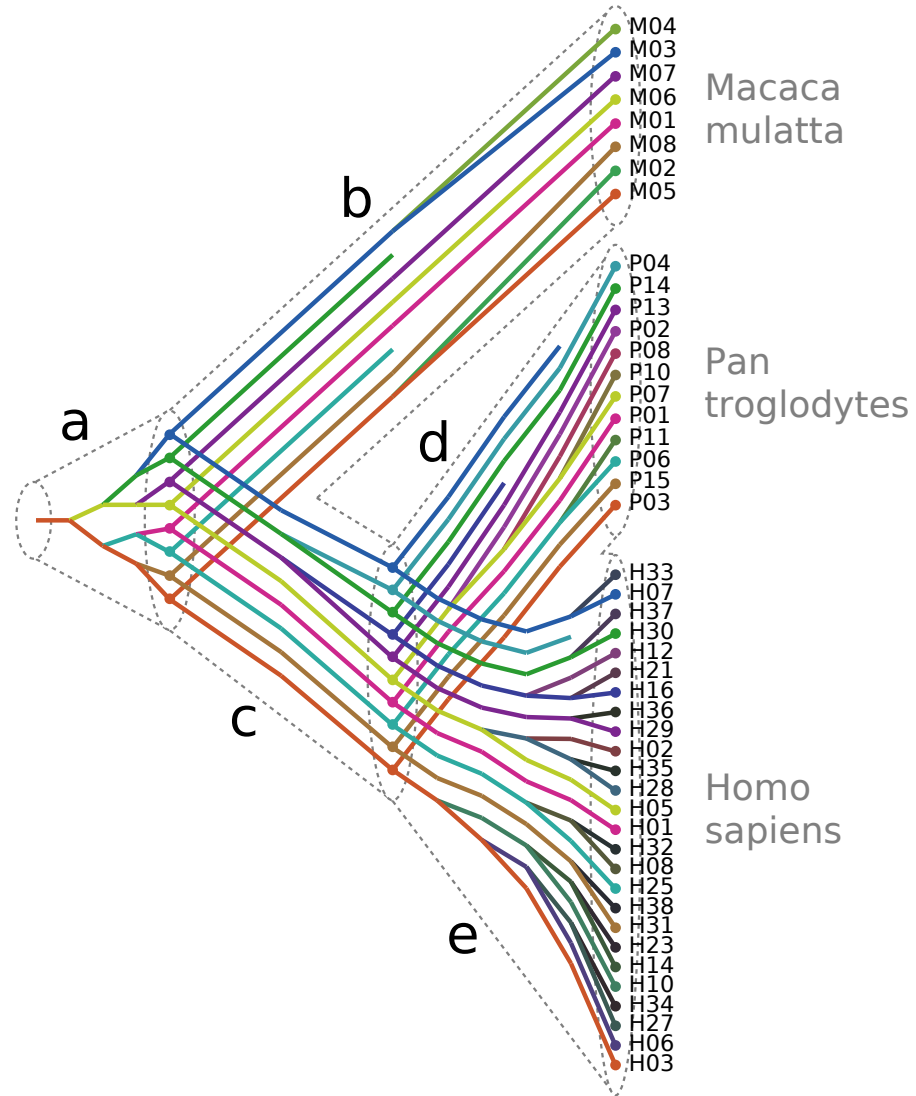 M04
M03
M07
M06
M01
M08
M02
M05
Macaca
mulatta
b
P04
P14
P13
P02
P08
P10
P07
P01
P11
P06
P15
P03
Pan
troglodytes
a
d
c
H33
H07
H37
H30
H12
H21
H16
H36
H29
H02
H35
H28
H05
H01
H32
H08
H25
H38
H31
H23
H14
H10
H34
H27
H06
H03
Homo
sapiens
e